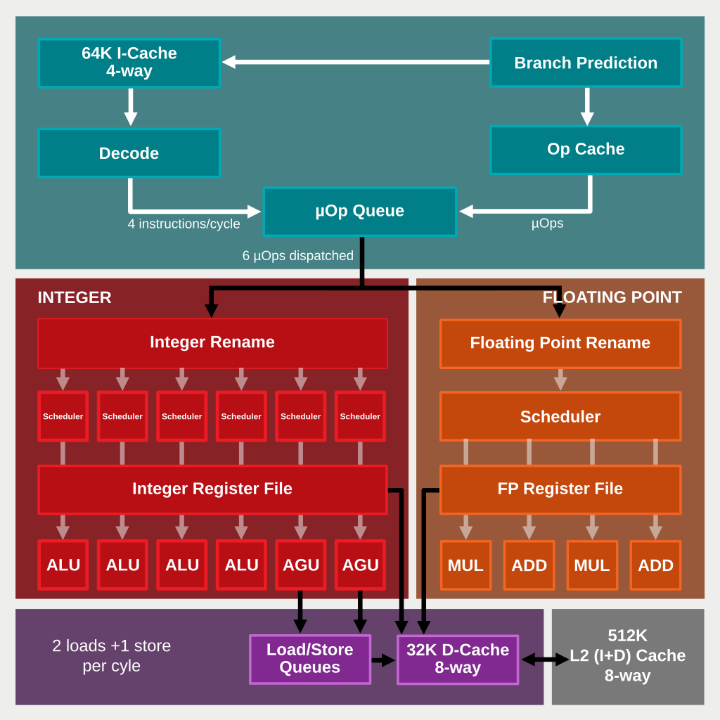 64K I-Cache
4-way
Branch Prediction
Decode
Op Cache
µOp Queue
4 instructions/cycle
µOps
6 µOps dispatched
INTEGER
FLOATING POINT
Integer Rename
Floating Point Rename
Scheduler
Scheduler
Scheduler
Scheduler
Scheduler
Scheduler
Scheduler
Integer Register File
FP Register File
ALU
ALU
ALU
ALU
AGU
AGU
MUL
ADD
MUL
ADD
2 loads +1 store
per cyle
Load/Store
Queues
32K D-Cache
8-way
512K
L2 (I+D) Cache
8-way